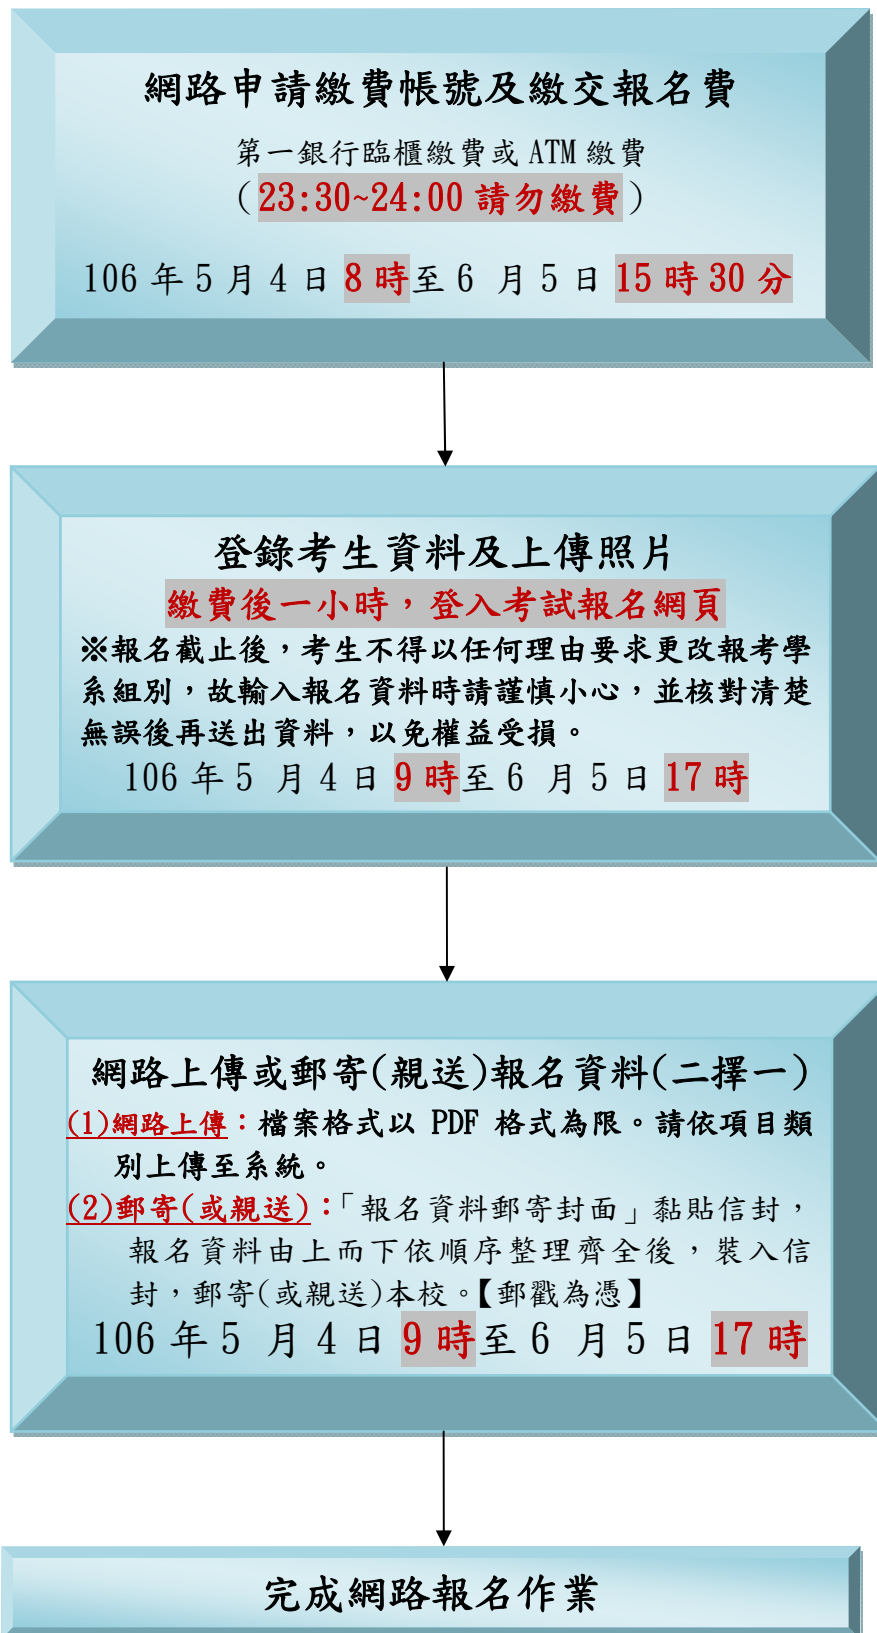 網路申請繳費帳號及繳交報名費
第一銀行臨櫃繳費或 ATM 繳費
（23:30~24:00 請勿繳費）
106 年 5 月 4 日 8 時至 6 月 5 日 15 時 30 分
登錄考生資料及上傳照片
繳費後一小時，登入考試報名網頁
※報名截止後，考生不得以任何理由要求更改報考學
系組別，故輸入報名資料時請謹慎小心，並核對清楚
無誤後再送出資料，以免權益受損。
106 年 5 月 4 日 9 時至 6 月 5 日 17 時
網路上傳或郵寄(親送)報名資料(二擇一)
(1)網路上傳：檔案格式以 PDF 格式為限。請依項目類
別上傳至系統。
(2)郵寄(或親送)：「報名資料郵寄封面」黏貼信封，
報名資料由上而下依順序整理齊全後，裝入信
封，郵寄(或親送)本校。【郵戳為憑】
106 年 5 月 4 日 9 時至 6 月 5 日 17 時
完成網路報名作業